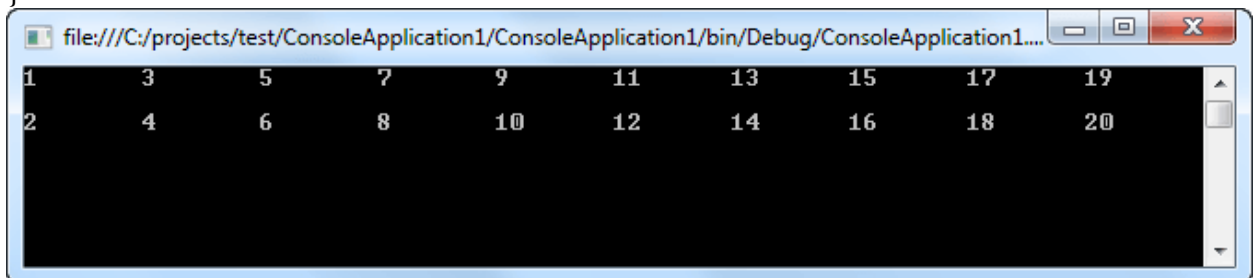 file:///C:/projects/test/ConsoleApplication1/ConsoleApplication1/bin/Debug/ConsoleApplication1....
1 3 5 7 9 11 13 15 17 19
2 4 6 8 10 12 14 16 18 20